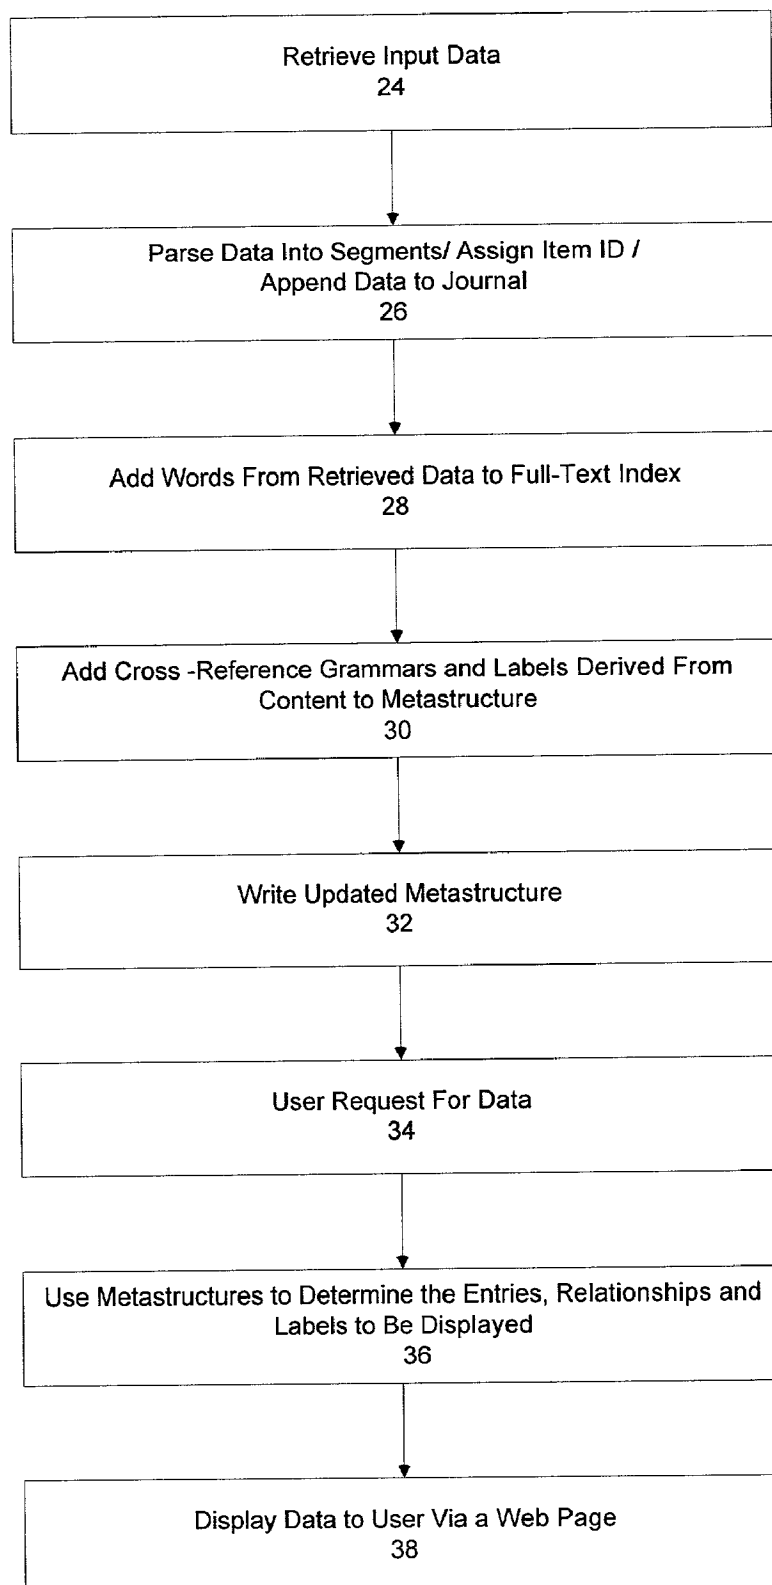 Retrieve Input Data
24
Parse Data Into Segments/ Assign Item ID /
Append Data to Journal
26
Add Words From Retrieved Data to Full-Text Index
28
Add Cross -Reference Grammars and Labels Derived From
Content to Metastructure
30
Write Updated Metastructure
32
User Request For Data
34
Use Metastructures to Determine the Entries, Relationships and
Labels to Be Displayed
36
Display Data to User Via a Web Page
38